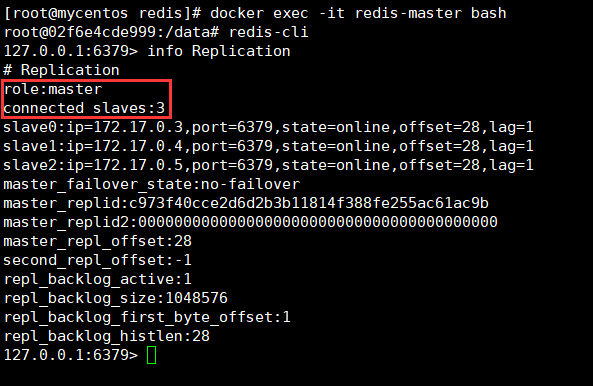 [root@mycentos redis]# docker exec -it redis-master bash
root@02f6e4cde999:/data# redis-cli
127.0.0.1:6379> info Replication
# Replication
role:master
connected_slaves:3
slave0:ip=172.17.0.3,port=6379,state=online,offset=28,lag=1
slave1:ip=172.17.0.4,port=6379,state=online,offset=28,lag=1
slave2:ip=172.17.0.5,port=6379,state=online,offset=28,lag=1
master_failover_state:no-failover
master_replid:c973f40cce2d6d2b3b11814f388fe255ac61ac9b
master_replid2:0000000000000000000000000000000000000000
master_repl_offset:28
second_repl_offset:-1
repl_backlog_active:1
repl_backlog_size:1048576
repl_backlog_first_byte_offset:1
repl_backlog_histlen:28
127.0.0.1:6379>